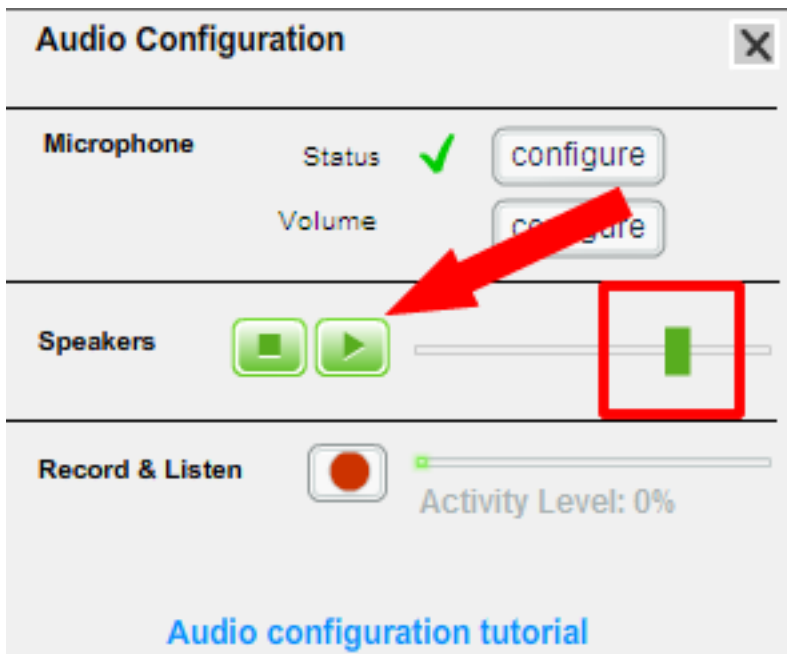 Audio Configuration
Microphone
Status
configure
Volume
configure
Speakers
Record & Listen
Activity Level: 0%
Audio configuration tutorial